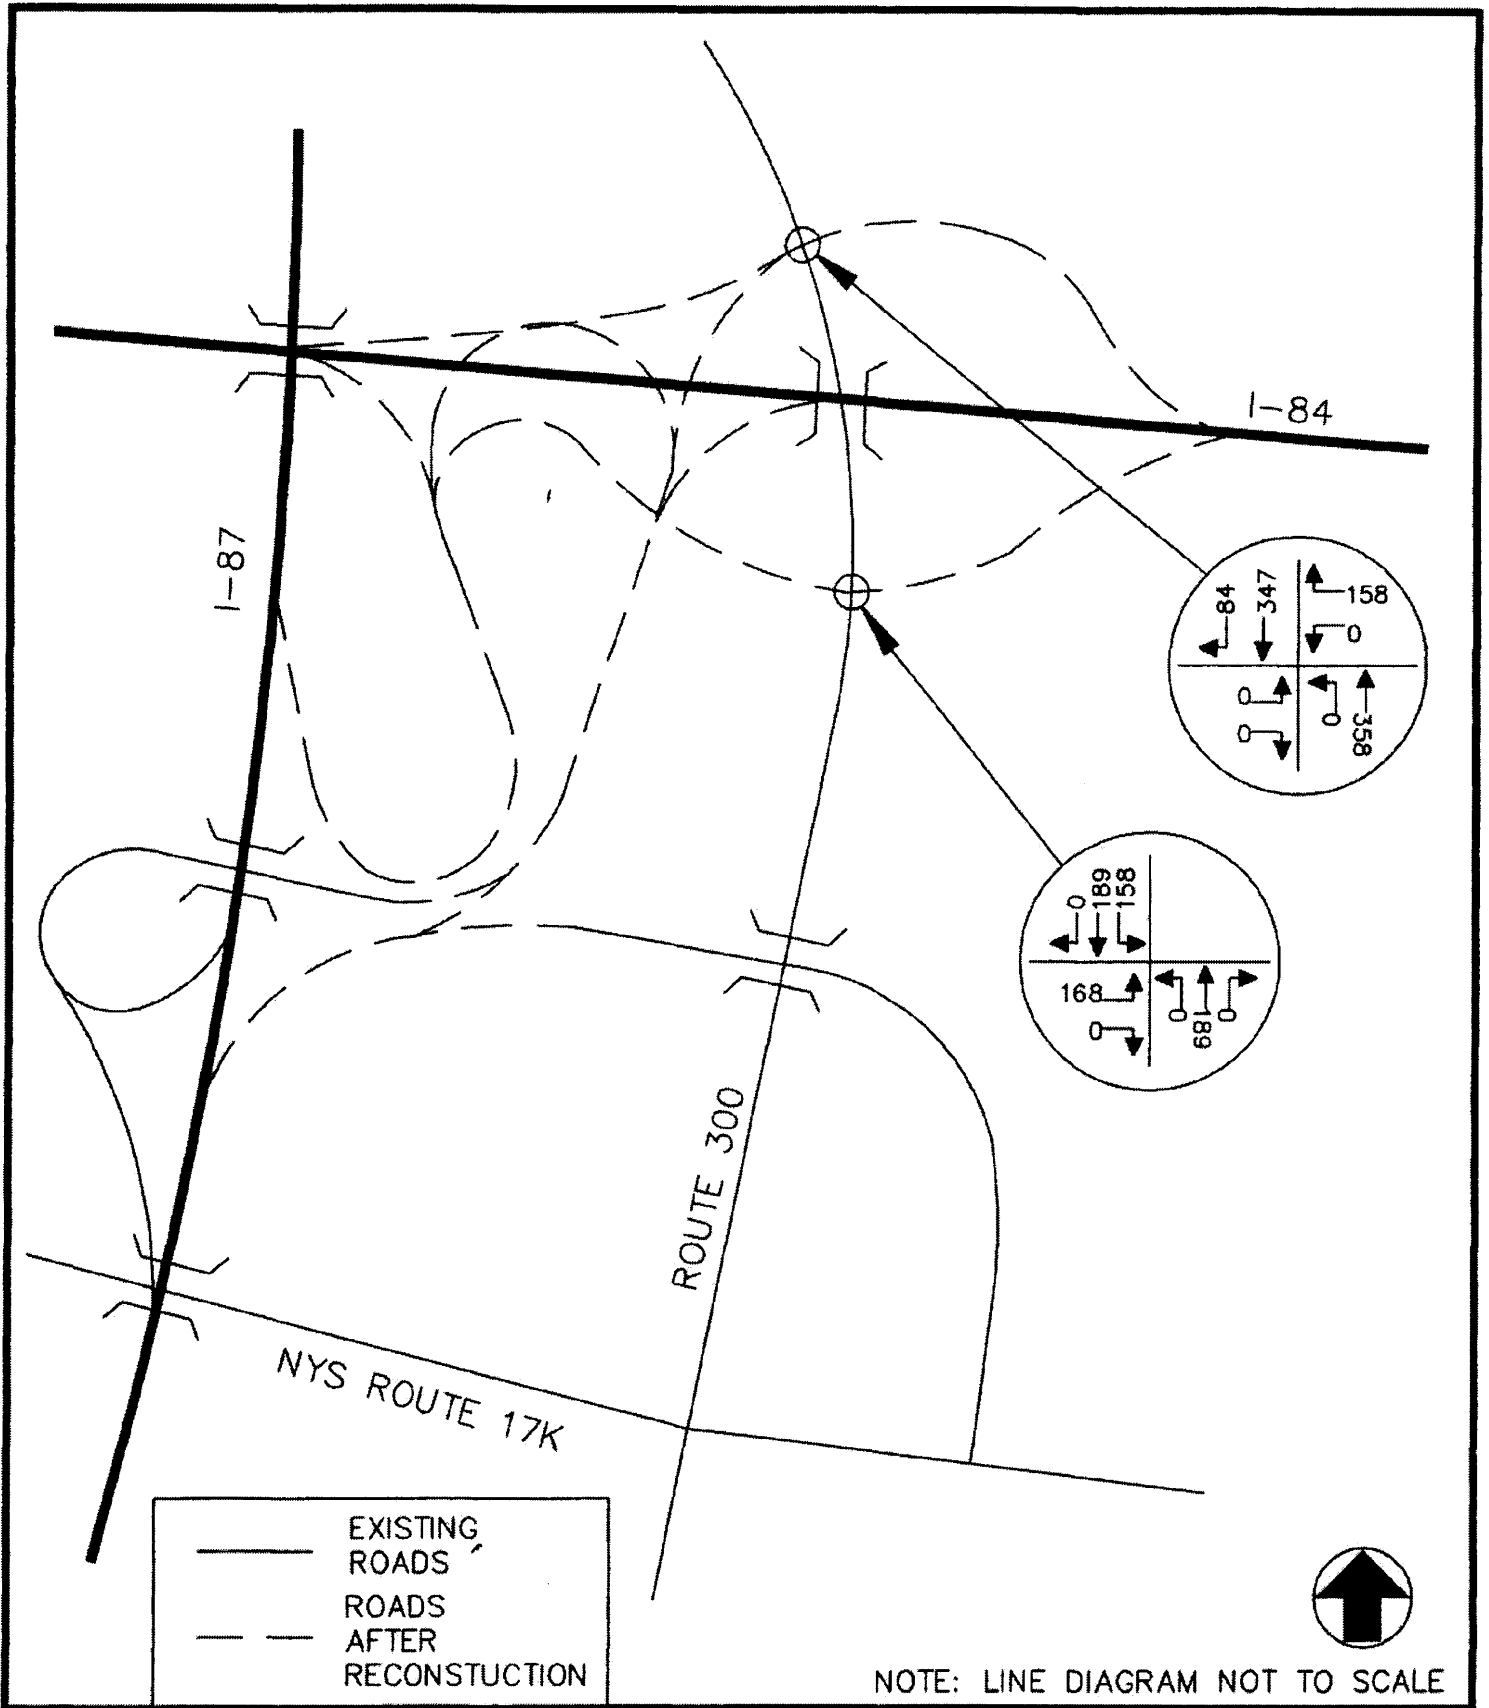 I-84
I-87
84
347
158
0
0
0
0
358
0
189
158
168
0
0
189
0
ROUTE 300
NYS ROUTE 17K
EXISTING
ROADS
ROADS
AFTER
RECONSTUCTION
NOTE: LINE DIAGRAM NOT TO SCALE